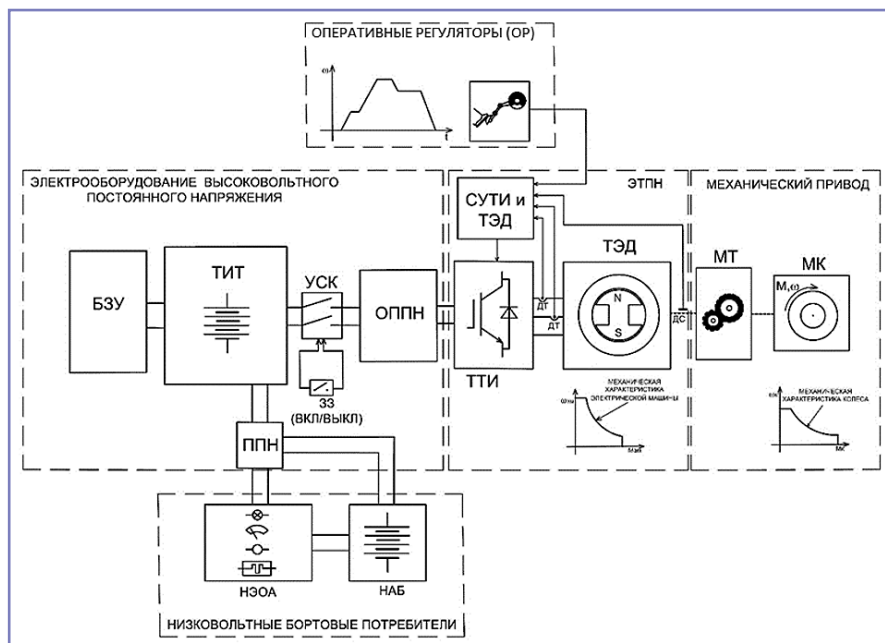 ОПЕРАТИВНЫЕ РЕГУЛЯТОРЫ (ОР)
ω
t
ЭЛЕКТРООБОРУДОВАНИЕ ВЫСОКОВОЛЬТНОГО
ПОСТОЯННОГО НАПРЯЖЕНИЯ
ЭТПН
МЕХАНИЧЕСКИЙ ПРИВОД
СУТИ и
ТЭД
БЗУ
ТИТ
УСК
ОППН
ТЭД
МТ
МК
М,ω
N
S
ДТ
ДТ
ДС
ТТИ
ЗЗ
(ВКЛ/ВЫКЛ)
МЕХАНИЧЕСКАЯ
ХАРАКТЕРИСТИКА
ЭЛЕКТРИЧЕСКОЙ МАШИНЫ
МЕХАНИЧЕСКАЯ
ХАРАКТЕРИСТИКА КОЛЕСА
Мк
ППН
НЭОА
НАБ
НИЗКОВОЛЬТНЫЕ БОРТОВЫЕ ПОТРЕБИТЕЛИ